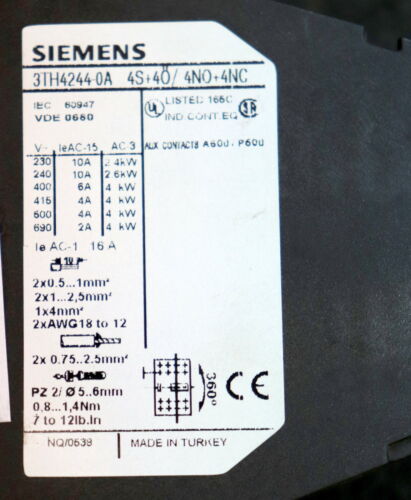 SIEMENS
3TH4244-0A 4S+4Ö/ 4NO+4NC
IEC 60947
VDE 0660
UL LISTED 165C
IND.CONT.EQ
V~ IeAC-15 AC-3
AUX CONTACTS A600 / P600
230 10A 2.4kW
240 10A 2.6kW
400 6A 4 kW
415 4A 4 kW
500 4A 4 kW
690 2A 4 kW
Ie AC-1 16 A
2x0.5...1mm²
2x1...2,5mm²
1x4mm²
2xAWG18 to 12
2x 0.75..2.5mm²
PZ 2/ Ø 5..6mm
0,8...1,4Nm
7 to 12lb.in
360°
CE
NQ/0539 MADE IN TURKEY